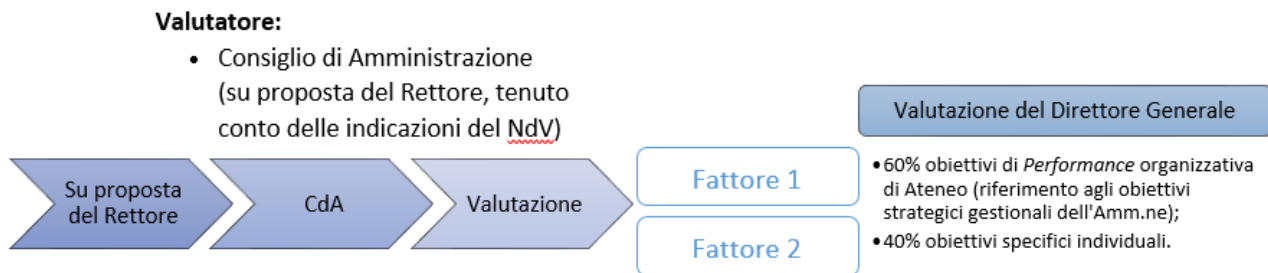 Valutatore:
• Consiglio di Amministrazione
(su proposta del Rettore, tenuto
conto delle indicazioni del NdV)
Su proposta
del Rettore
CdA
Valutazione
Fattore 1
Fattore 2
Valutazione del Direttore Generale
•60% obiettivi di Performance organizzativa
di Ateneo (riferimento agli obiettivi
strategici gestionali dell'Amm.ne);
•40% obiettivi specifici individuali.